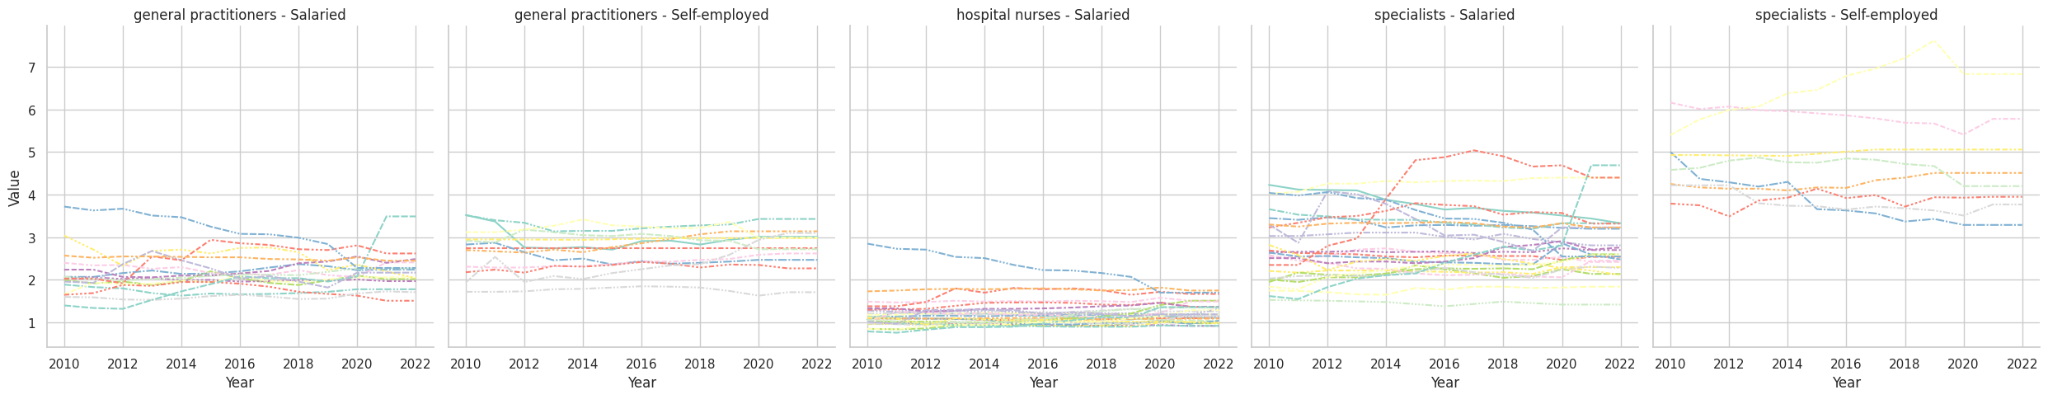 general practitioners - Salaried
general practitioners - Self-employed
hospital nurses - Salaried
specialists - Salaried
specialists - Self-employed
Value
7
6
5
4
3
2
1
2010 2012 2014 2016 2018 2020 2022
2010 2012 2014 2016 2018 2020 2022
2010 2012 2014 2016 2018 2020 2022
2010 2012 2014 2016 2018 2020 2022
2010 2012 2014 2016 2018 2020 2022
Year
Year
Year
Year
Year